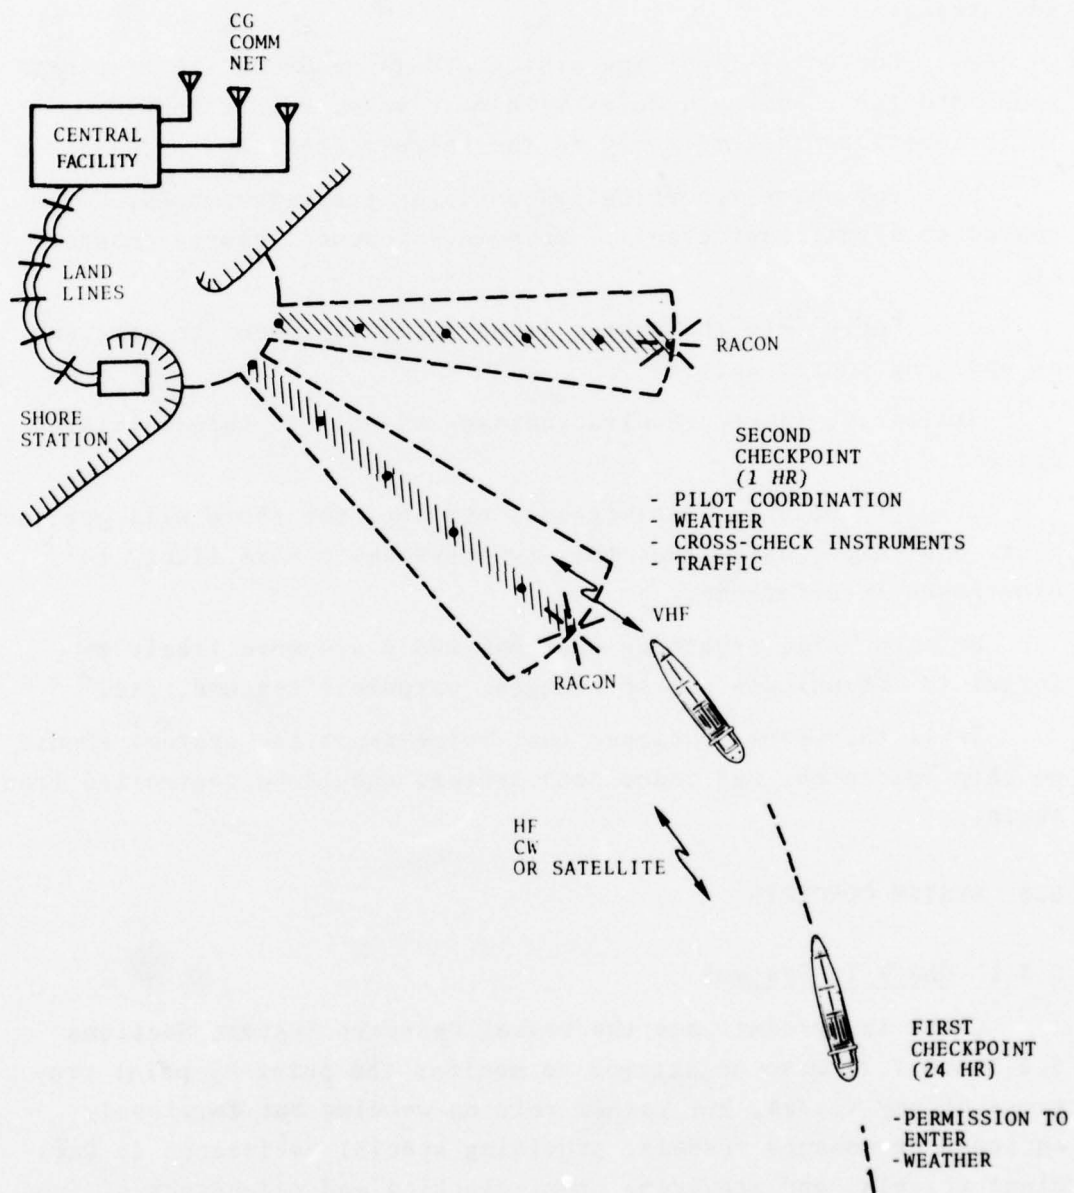 CG
COMM
NET
CENTRAL
FACILITY
LAND
LINES
SHORE
STATION
RACON
SECOND
CHECKPOINT
(1 HR)
- PILOT COORDINATION
- WEATHER
- CROSS-CHECK INSTRUMENTS
- TRAFFIC
VHF
RACON
HF
CW
OR SATELLITE
FIRST
CHECKPOINT
(24 HR)
-PERMISSION TO
ENTER
-WEATHER